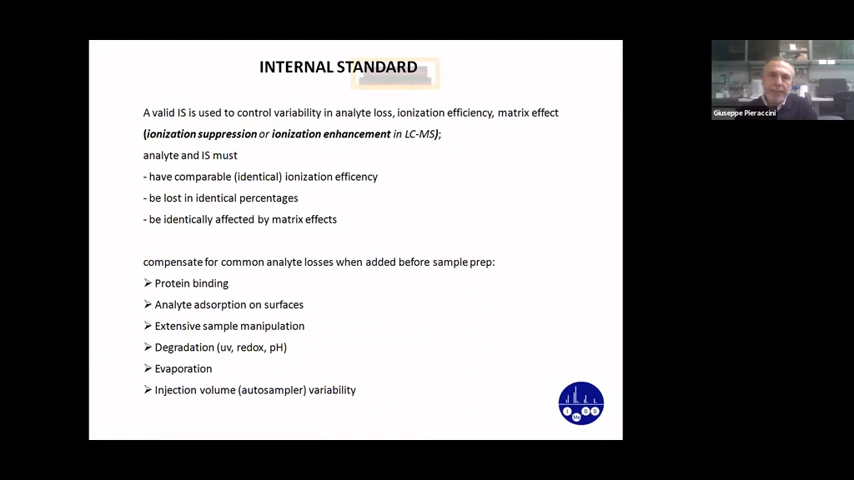 INTERNAL STANDARD
A valid IS is used to control variability in analyte loss, ionization efficiency, matrix effect
(ionization suppression or ionization enhancement in LC-MS);
analyte and IS must
- have comparable (identical) ionization efficency
- be lost in identical percentages
- be identically affected by matrix effects
compensate for common analyte losses when added before sample prep:
➢ Protein binding
➢ Analyte adsorption on surfaces
➢ Extensive sample manipulation
➢ Degradation (uv, redox, pH)
➢ Evaporation
➢ Injection volume (autosampler) variability
Giuseppe Pieraccini